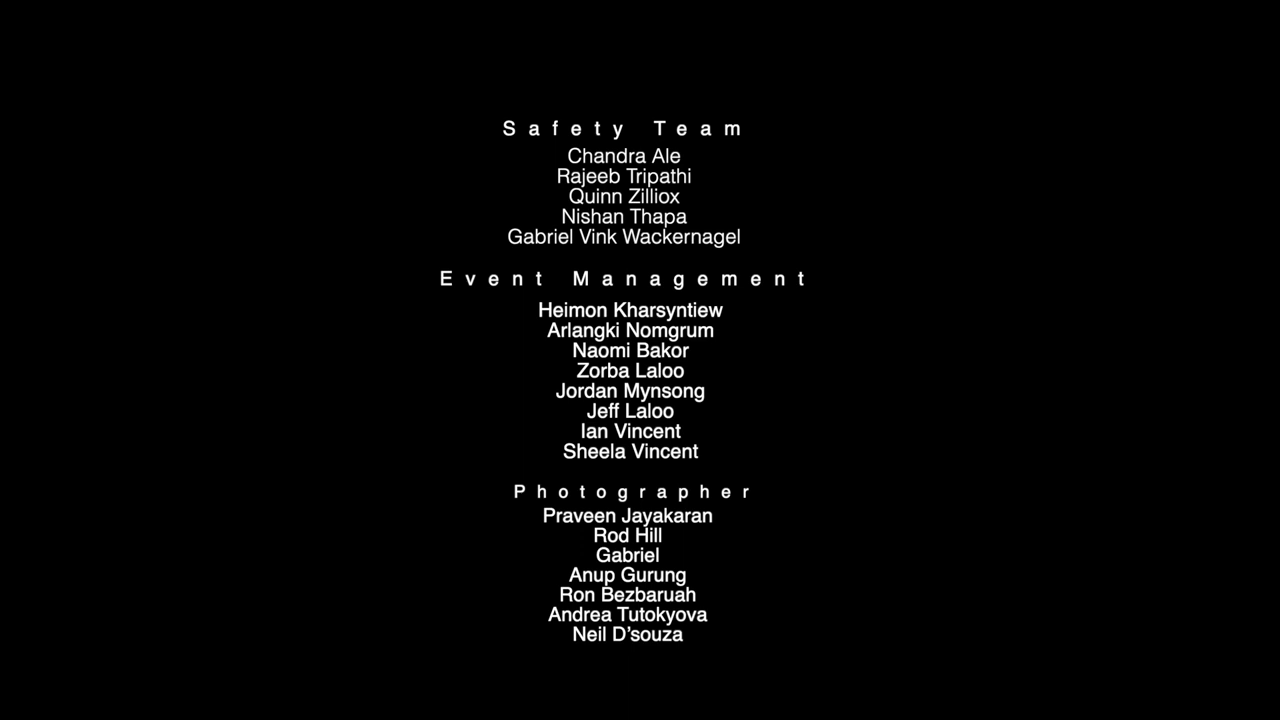 Safety Team
Chandra Ale
Rajeeb Tripathi
Quinn Zilliox
Nishan Thapa
Gabriel Vink Wackernagel
Event Management
Heimon Kharsyntiew
Arlangki Nomgrum
Naomi Bakor
Zorba Laloo
Jordan Mynsong
Jeff Laloo
Ian Vincent
Sheela Vincent
Photographer
Praveen Jayakaran
Rod Hill
Gabriel
Anup Gurung
Ron Bezbaruah
Andrea Tutokyova
Neil D’souza